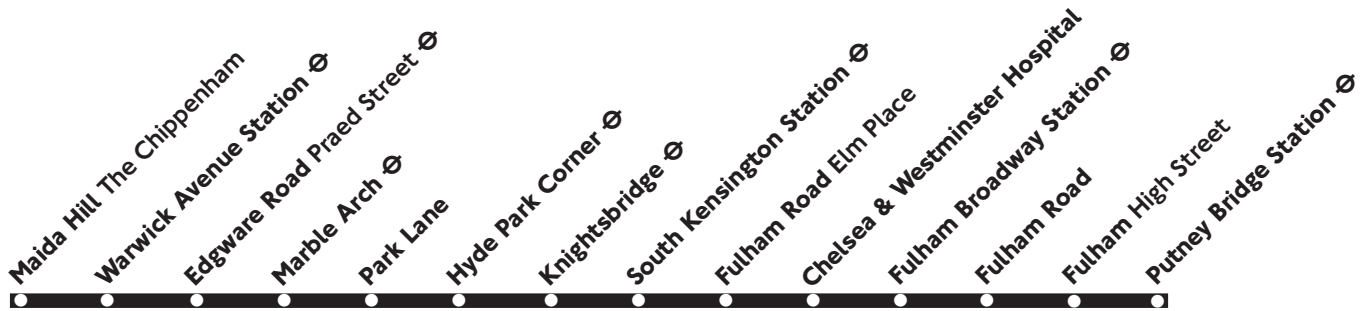 Maida Hill The Chippenham
Warwick Avenue Station
Edgware Road Praed Street
Marble Arch
Park Lane
Hyde Park Corner
Knightsbridge
South Kensington Station
Fulham Road Elm Place
Chelsea & Westminster Hospital
Fulham Broadway Station
Fulham Road
Fulham High Street
Putney Bridge Station